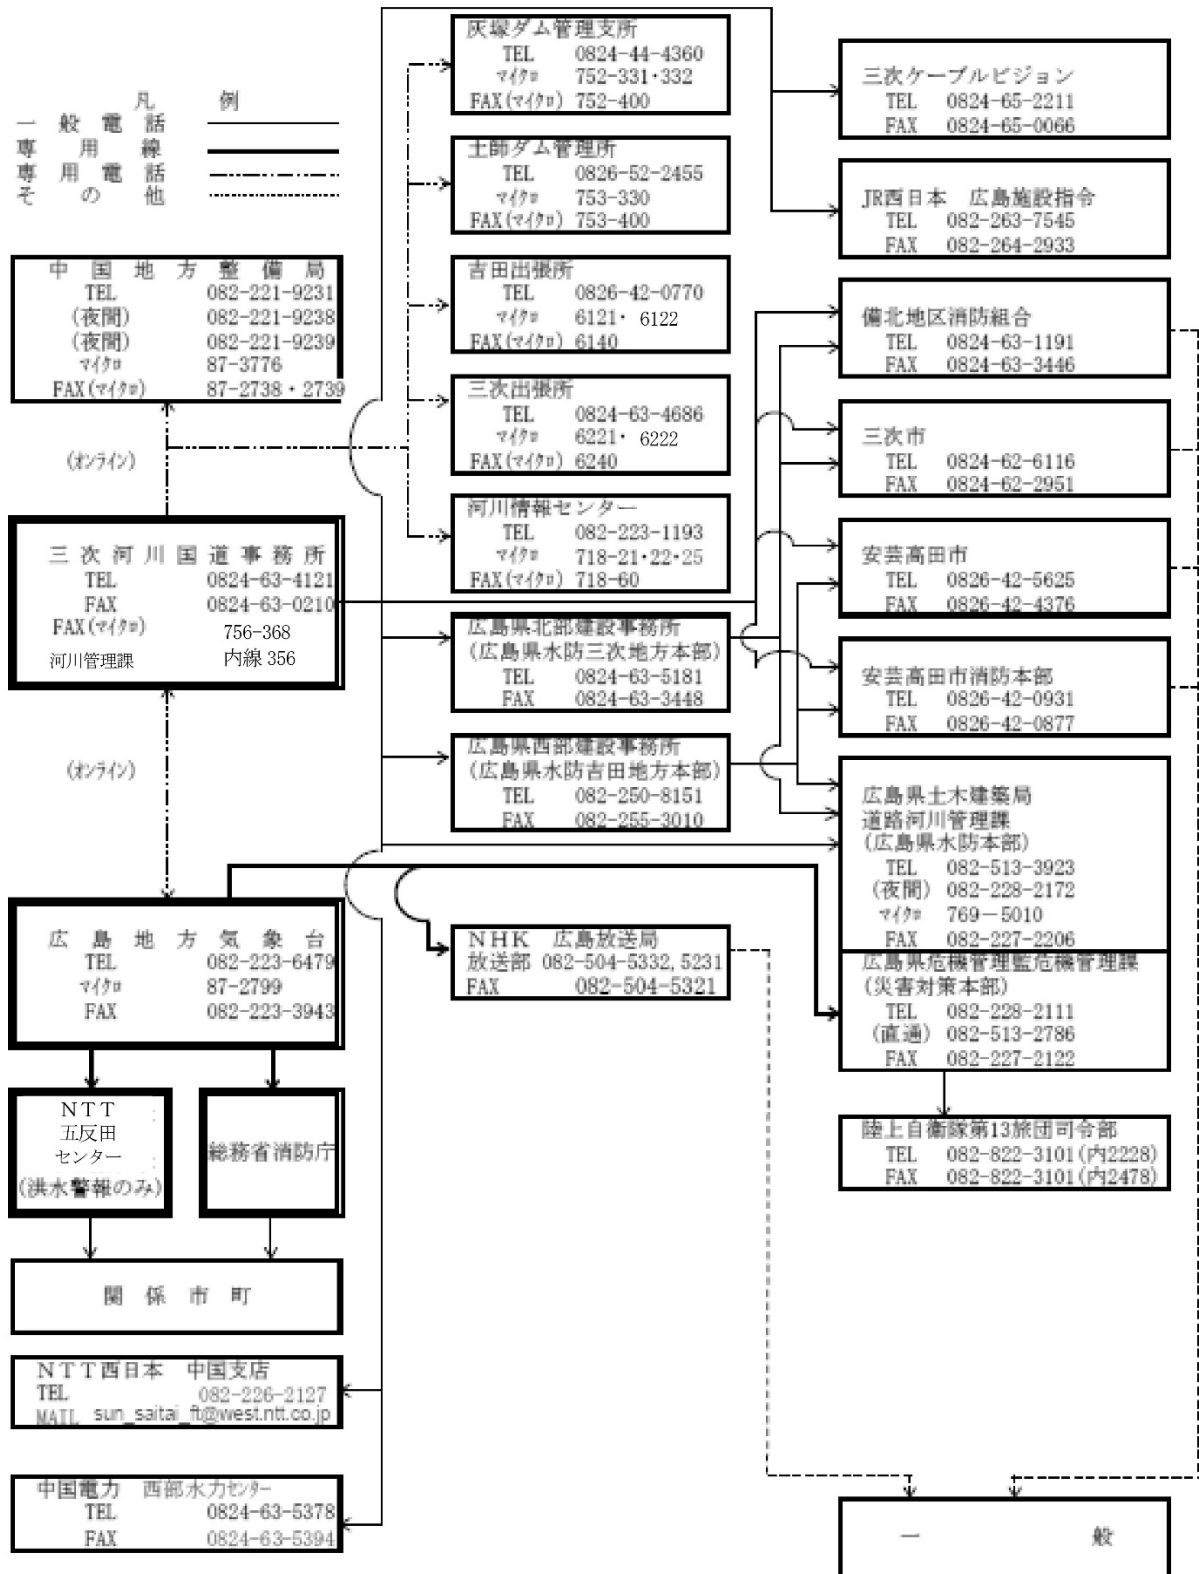 凡 例
一般電話
専用線
専用電話
その他
中国地方整備局
TEL 082-221-9231
(夜間) 082-221-9238
(夜間) 082-221-9239
マイクロ 87-3776
FAX(マイクロ) 87-2738・2739
(オンライン)
三次河川国道事務所
TEL 0824-63-4121
FAX 0824-63-0210
FAX(マイクロ) 756-368
河川管理課 内線 356
(オンライン)
広島地方気象台
TEL 082-223-6479
マイクロ 87-2799
FAX 082-223-3943
NTT
五反田
センター
(洪水警報のみ)
総務省消防庁
関係市町
NTT西日本 中国支店
TEL 082-226-2127
MAIL sun_saitai_ft@west.ntt.co.jp
中国電力 西部水力センター
TEL 0824-63-5378
FAX 0824-63-5394
灰塚ダム管理支所
TEL 0824-44-4360
マイクロ 752-331・332
FAX(マイクロ) 752-400
土師ダム管理所
TEL 0826-52-2455
マイクロ 753-330
FAX(マイクロ) 753-400
吉田出張所
TEL 0826-42-0770
マイクロ 6121・ 6122
FAX(マイクロ) 6140
三次出張所
TEL 0824-63-4686
マイクロ 6221・ 6222
FAX(マイクロ) 6240
河川情報センター
TEL 082-223-1193
マイクロ 718-21・22・25
FAX(マイクロ) 718-60
広島県北部建設事務所
(広島県水防三次地方本部)
TEL 0824-63-5181
FAX 0824-63-3448
広島県西部建設事務所
(広島県水防吉田地方本部)
TEL 082-250-8151
FAX 082-255-3010
NHK 広島放送局
放送部 082-504-5332, 5231
FAX 082-504-5321
三次ケーブルビジョン
TEL 0824-65-2211
FAX 0824-65-0066
JR西日本 広島施設指令
TEL 082-263-7545
FAX 082-264-2933
備北地区消防組合
TEL 0824-63-1191
FAX 0824-63-3446
三次市
TEL 0824-62-6116
FAX 0824-62-2951
安芸高田市
TEL 0826-42-5625
FAX 0826-42-4376
安芸高田市消防本部
TEL 0826-42-0931
FAX 0826-42-0877
広島県土木建築局
道路河川管理課
(広島県水防本部)
TEL 082-513-3923
(夜間) 082-228-2172
マイクロ 769-5010
FAX 082-227-2206
広島県危機管理監危機管理課
(災害対策本部)
TEL 082-228-2111
(直通) 082-513-2786
FAX 082-227-2122
陸上自衛隊第13旅団司令部
TEL 082-822-3101(内2228)
FAX 082-822-3101(内2478)
一 般